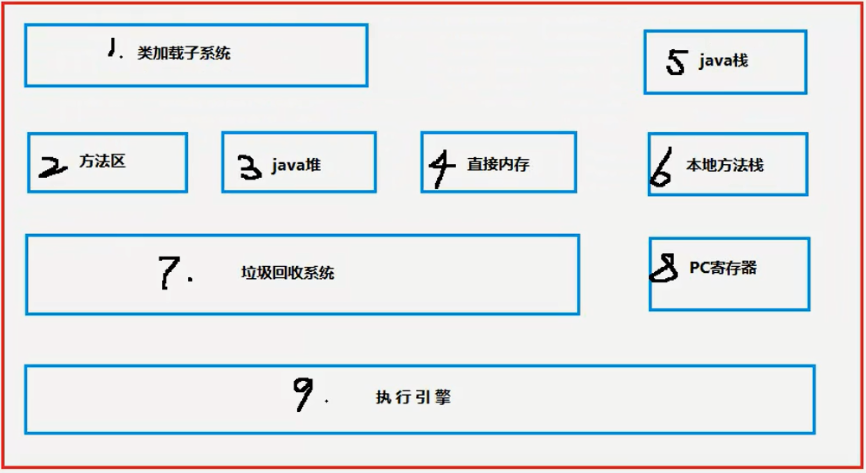 1. 类加载子系统
5 java栈
2 方法区
3 java堆
4 直接内存
6 本地方法栈
7. 垃圾回收系统
8 PC寄存器
9. 执行引擎